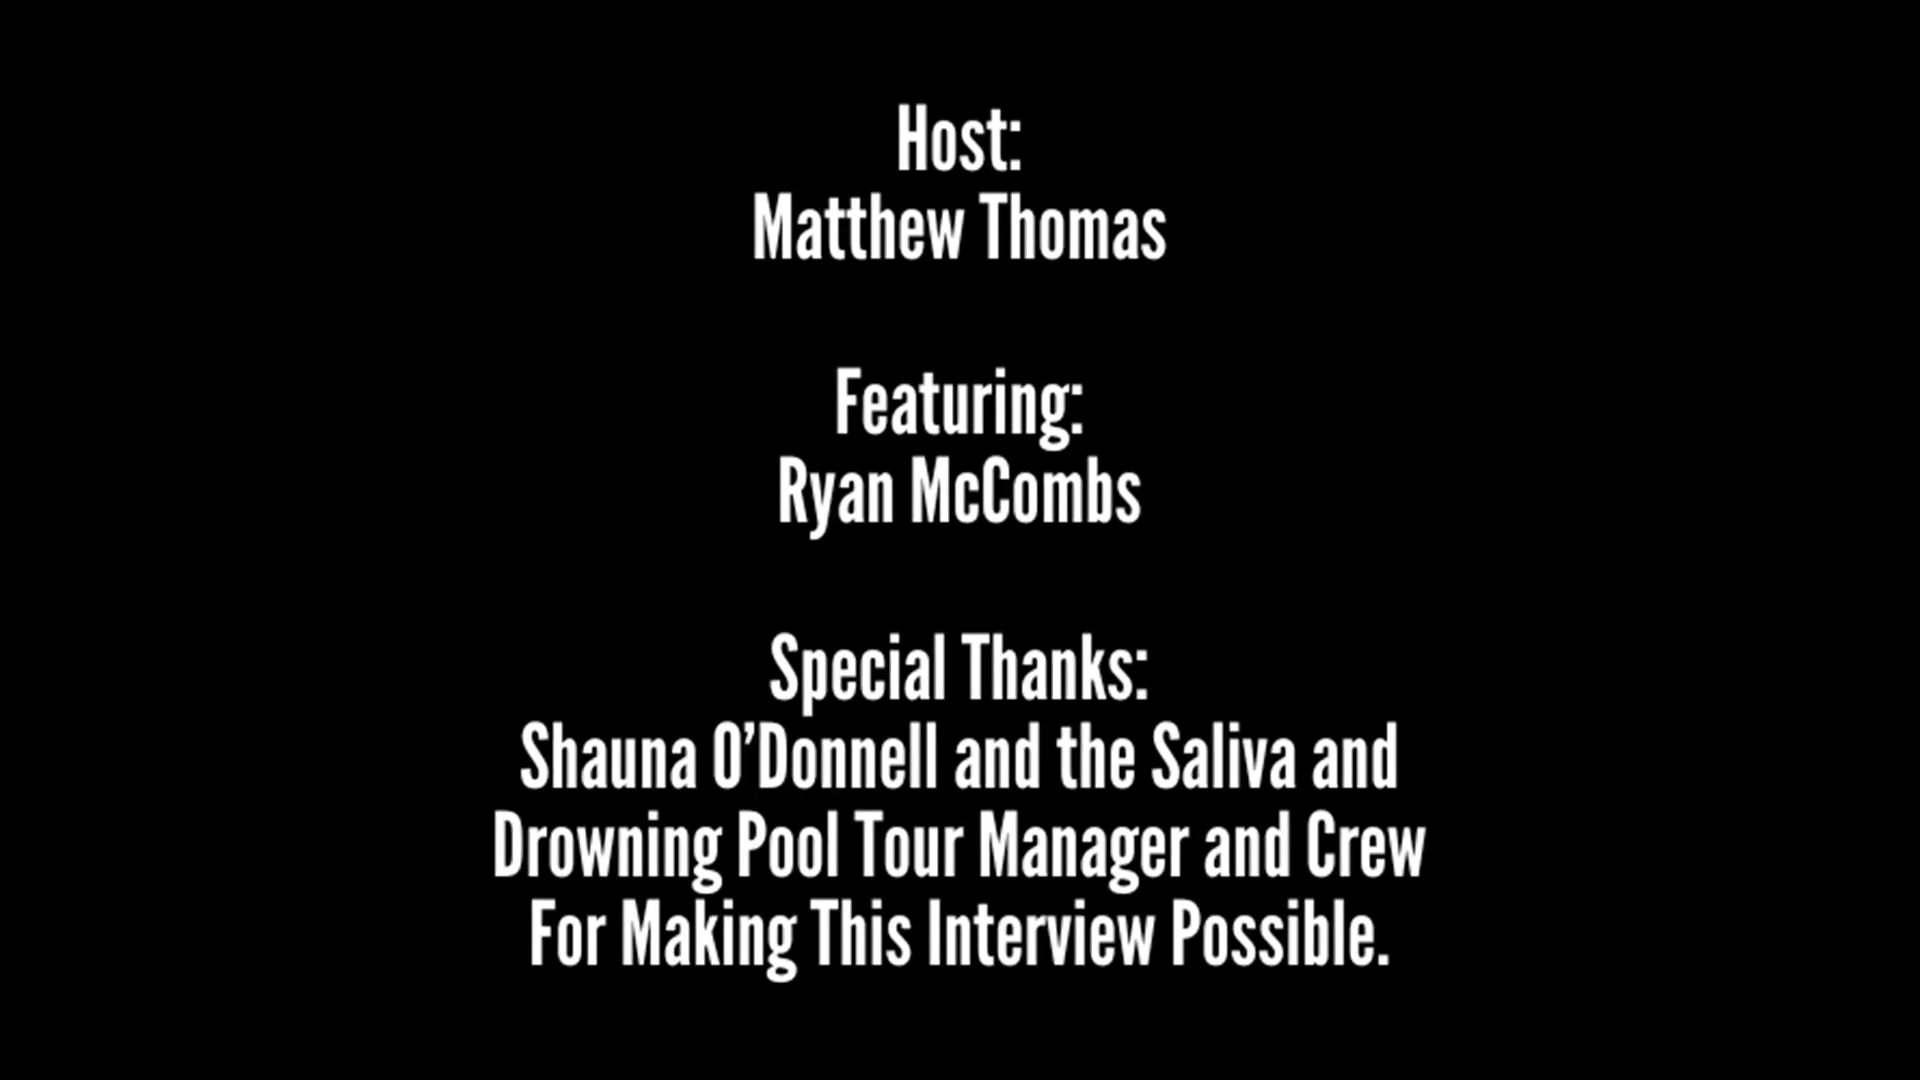 Host:
Matthew Thomas
Featuring:
Ryan McCombs
Special Thanks:
Shauna O’Donnell and the Saliva and
Drowning Pool Tour Manager and Crew
For Making This Interview Possible.